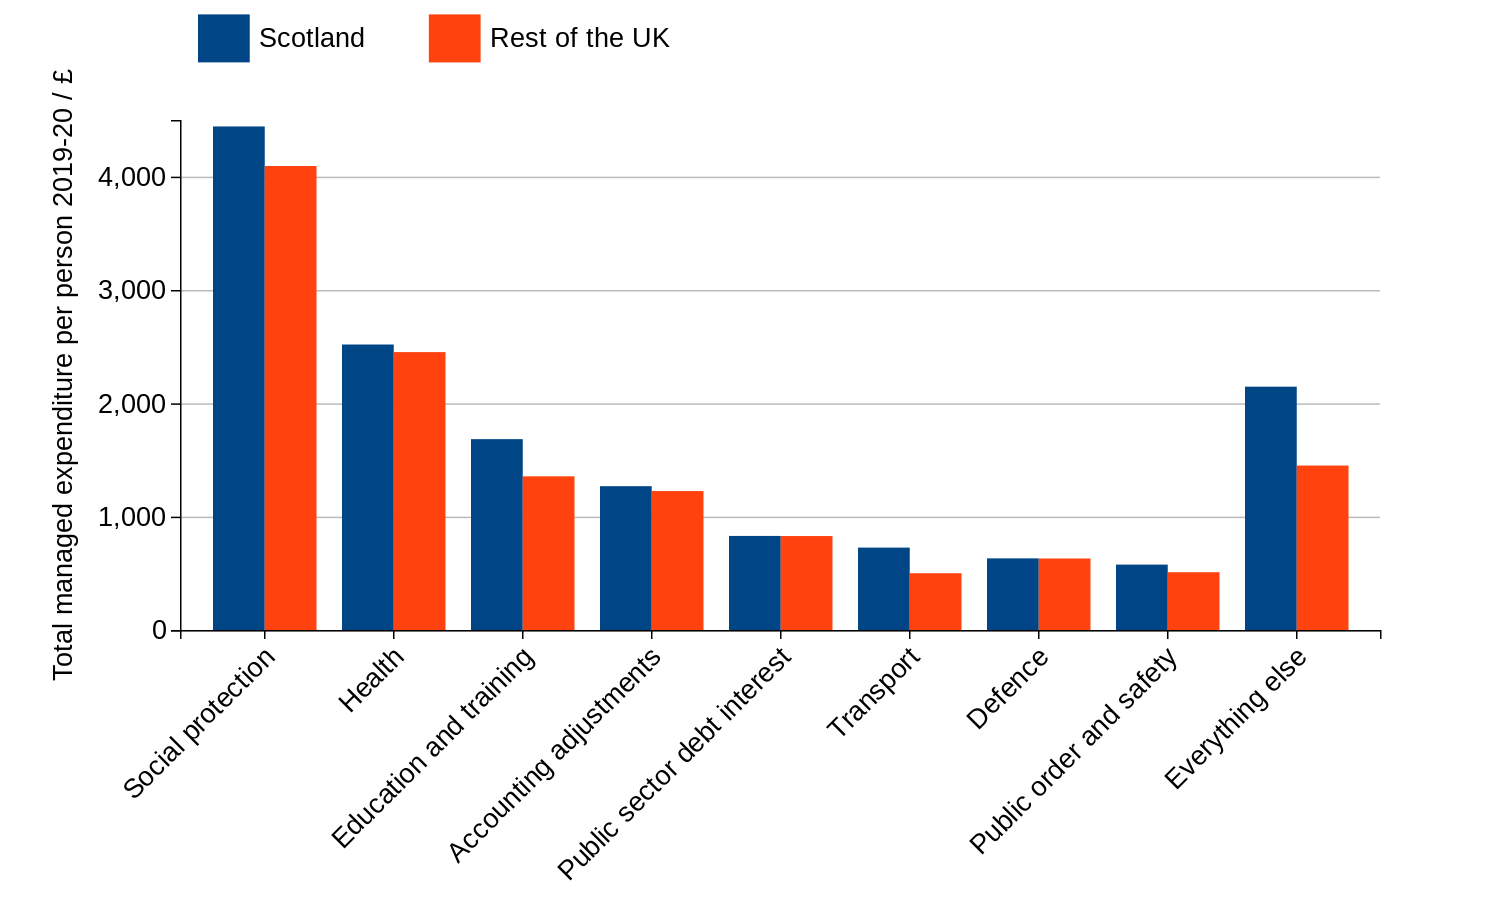 Scotland
Rest of the UK
Total managed expenditure per person 2019-20 / £
4,000
3,000
2,000
1,000
0
Social protection
Health
Education and training
Accounting adjustments
Public sector debt interest
Transport
Defence
Public order and safety
Everything else